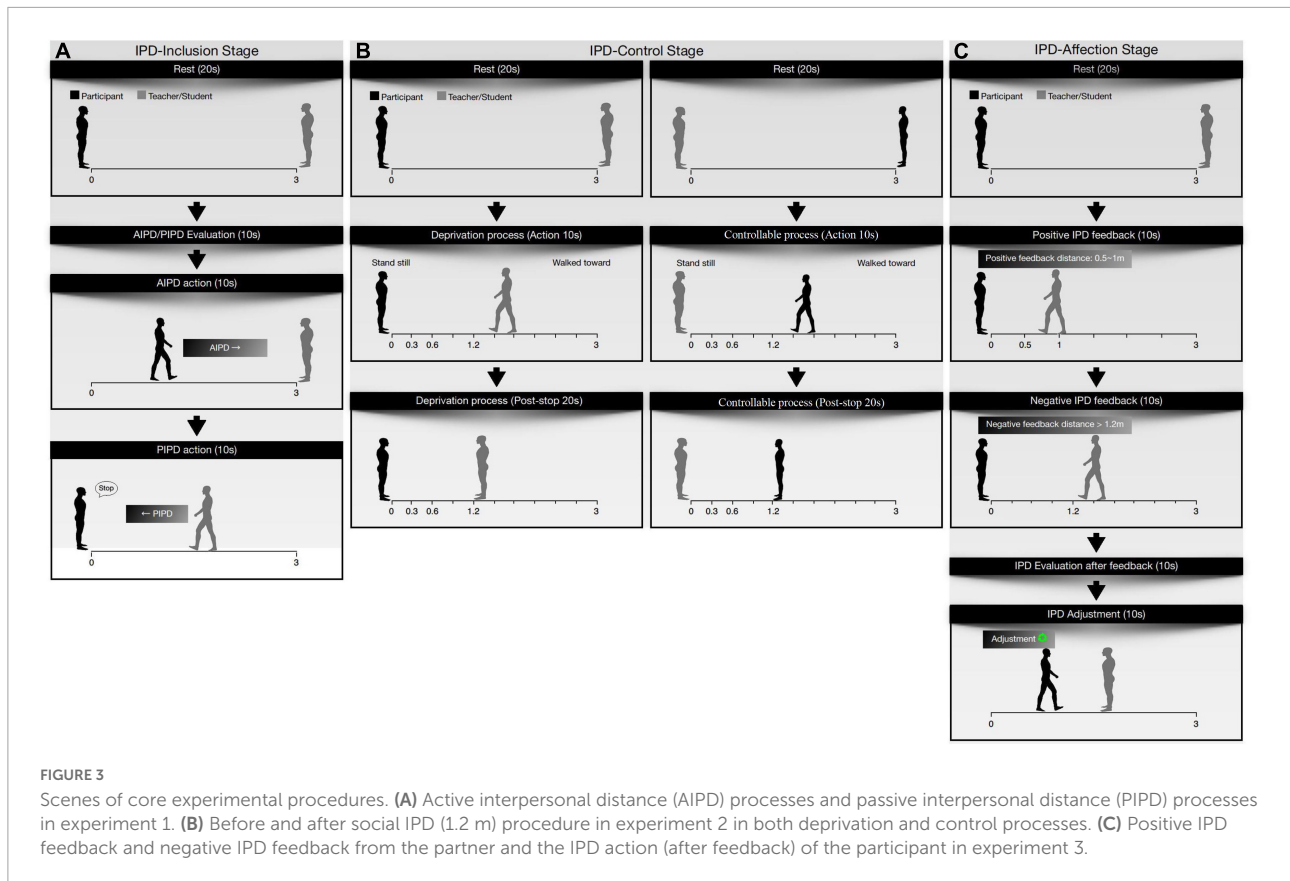 A
IPD-Inclusion Stage
Rest (20s)
Participant Teacher/Student
0 3
AIPD/PIPD Evaluation (10s)
AIPD action (10s)
AIPD →
0 3
PIPD action (10s)
Stop
← PIPD
0 3
B
IPD-Control Stage
Rest (20s)
Participant Teacher/Student
0 3
Deprivation process (Action 10s)
Stand still Walked toward
0 0.3 0.6 1.2 3
Deprivation process (Post-stop 20s)
0 0.3 0.6 1.2 3
Rest (20s)
0 3
Controllable process (Action 10s)
Stand still Walked toward
0 0.3 0.6 1.2 3
Controllable process (Post-stop 20s)
0 0.3 0.6 1.2 3
C
IPD-Affection Stage
Rest (20s)
Participant Teacher/Student
0 3
Positive IPD feedback (10s)
Positive feedback distance: 0.5~1m
0 0.5 1 3
Negative IPD feedback (10s)
Negative feedback distance > 1.2m
0 1.2 3
IPD Evaluation after feedback (10s)
IPD Adjustment (10s)
Adjustment
0 3
FIGURE 3
Scenes of core experimental procedures. (A) Active interpersonal distance (AIPD) processes and passive interpersonal distance (PIPD) processes
in experiment 1. (B) Before and after social IPD (1.2 m) procedure in experiment 2 in both deprivation and control processes. (C) Positive IPD
feedback and negative IPD feedback from the partner and the IPD action (after feedback) of the participant in experiment 3.